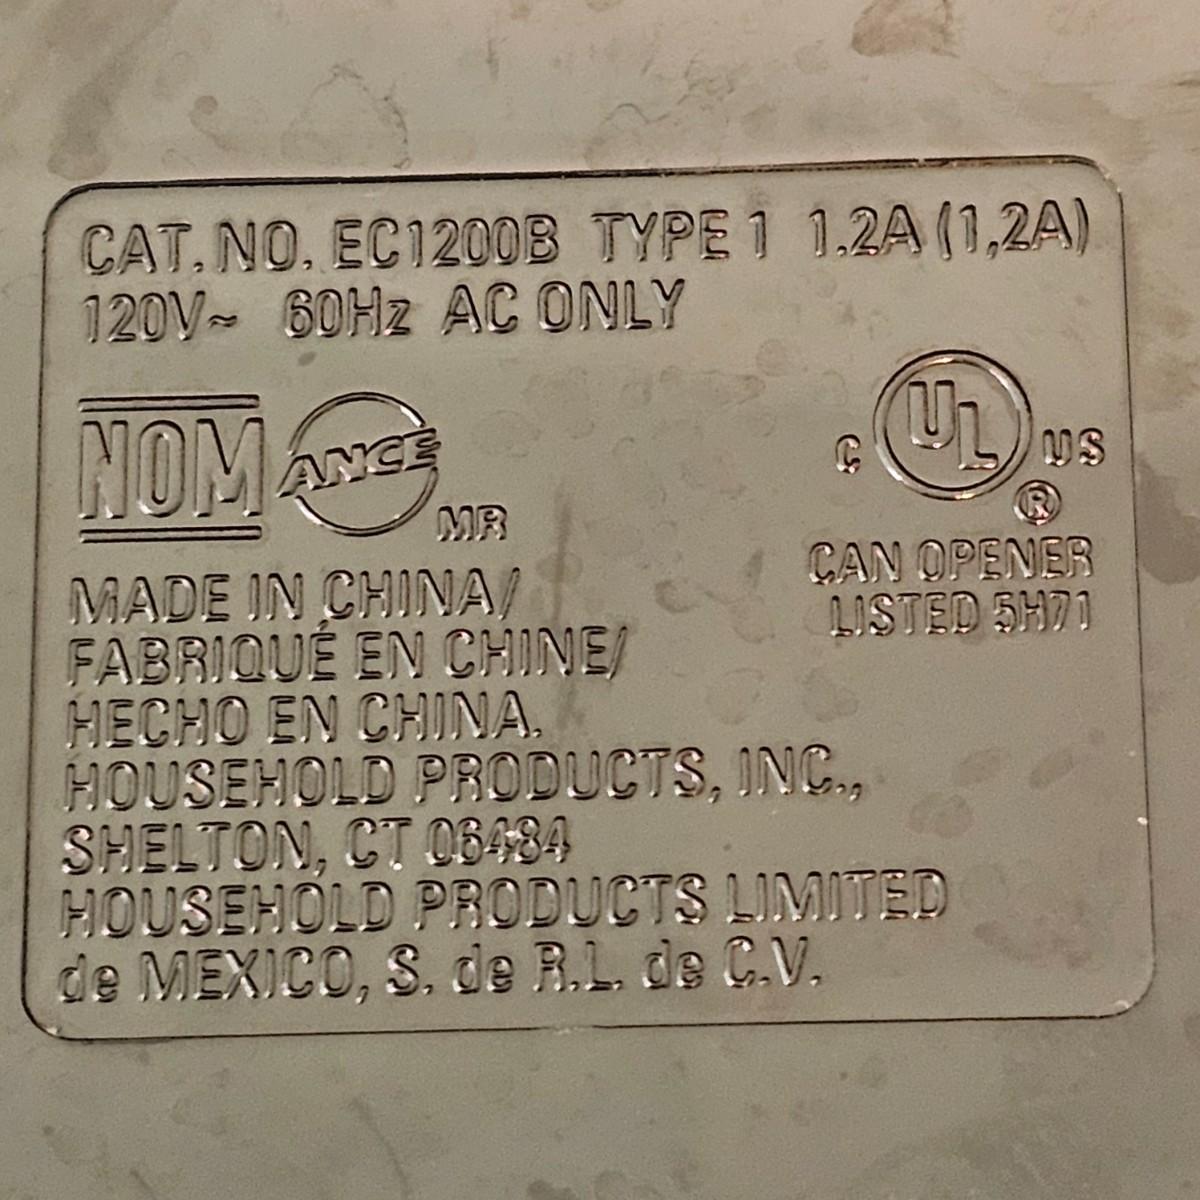 CAT. NO. EC1200B TYPE 1 1.2A (1,2A)
120V~ 60Hz AC ONLY
NOM ANCE MR
C UL US
®
CAN OPENER
LISTED 5H71
MADE IN CHINA/
FABRIQUÉ EN CHINE/
HECHO EN CHINA.
HOUSEHOLD PRODUCTS, INC.,
SHELTON, CT 06484
HOUSEHOLD PRODUCTS LIMITED
de MEXICO, S. de R.L. de C.V.